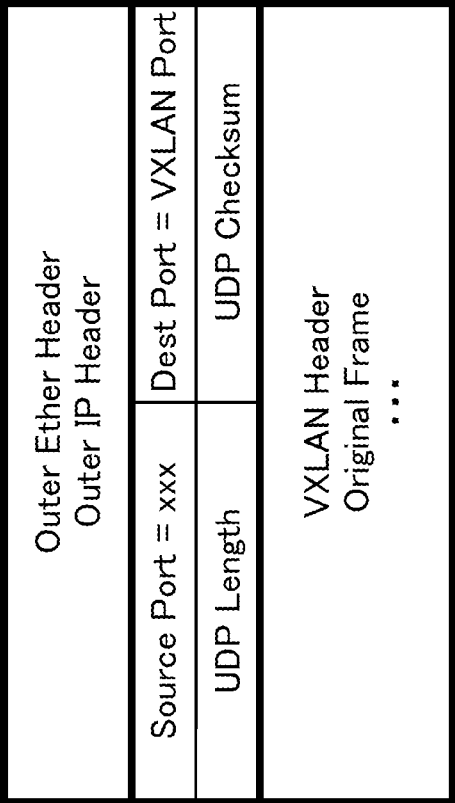 Outer Ether Header
Outer IP Header
Source Port = xxx
Dest Port = VXLAN Port
UDP Length
UDP Checksum
VXLAN Header
Original Frame
•••